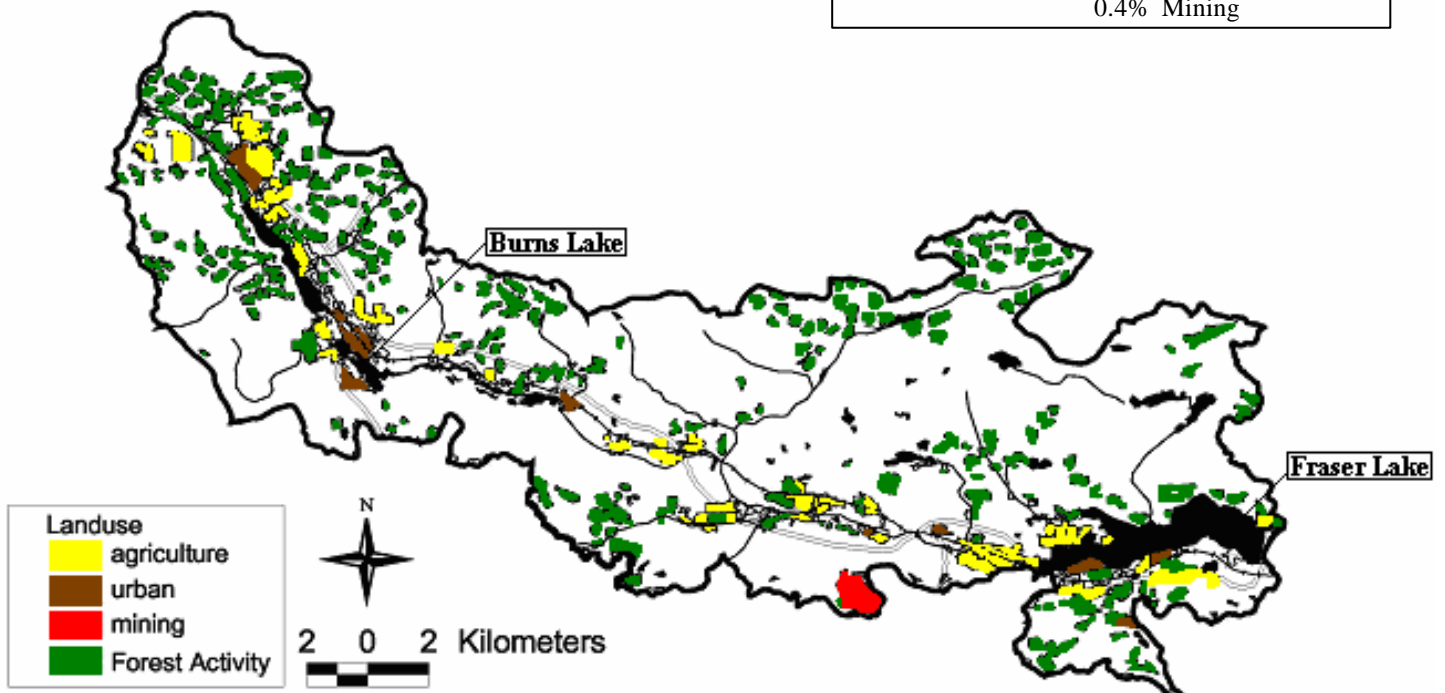 0.4% Mining
Burns Lake
Fraser Lake
Landuse
agriculture
urban
mining
Forest Activity
N
2 0 2 Kilometers